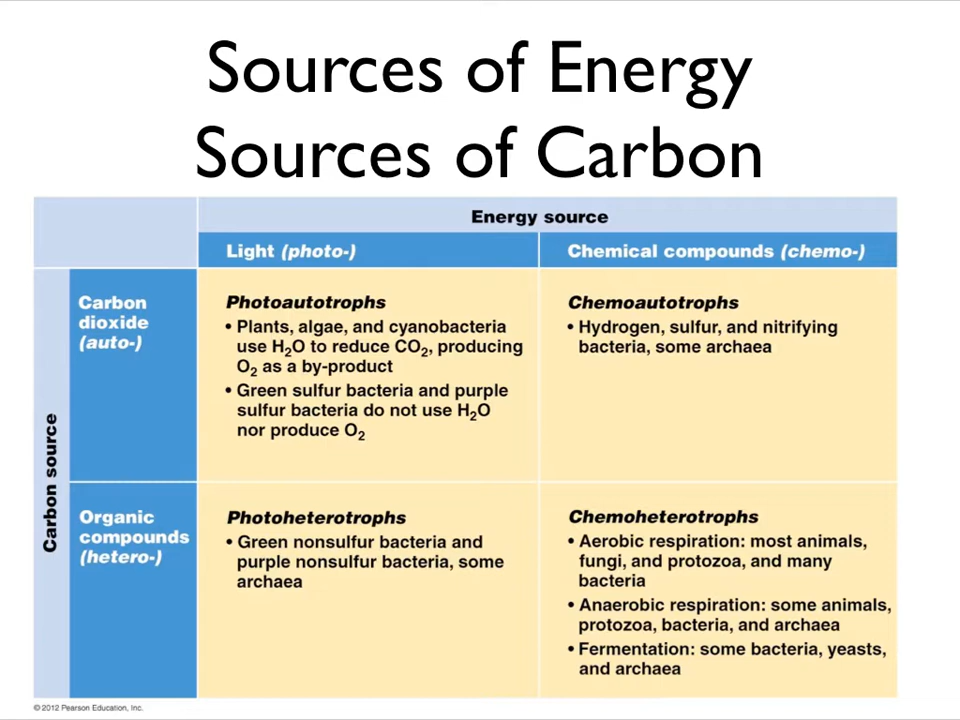 Sources of Energy
Sources of Carbon
Energy source
Light (photo-)
Chemical compounds (chemo-)
Carbon source
Carbon
dioxide
(auto-)
Photoautotrophs
• Plants, algae, and cyanobacteria
use H₂O to reduce CO₂, producing
O₂ as a by-product
• Green sulfur bacteria and purple
sulfur bacteria do not use H₂O
nor produce O₂
Chemoautotrophs
• Hydrogen, sulfur, and nitrifying
bacteria, some archaea
Organic
compounds
(hetero-)
Photoheterotrophs
• Green nonsulfur bacteria and
purple nonsulfur bacteria, some
archaea
Chemoheterotrophs
• Aerobic respiration: most animals,
fungi, and protozoa, and many
bacteria
• Anaerobic respiration: some animals,
protozoa, bacteria, and archaea
• Fermentation: some bacteria, yeasts,
and archaea
© 2012 Pearson Education, Inc.